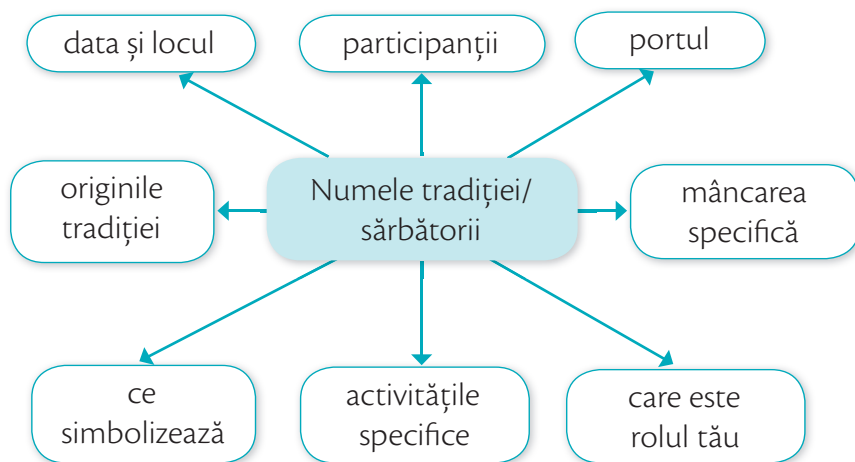 data și locul
participanții
portul
originile
tradiției
Numele tradiției/
sărbătorii
mâncarea
specifică
ce
simbolizează
activitățile
specifice
care este
rolul tău